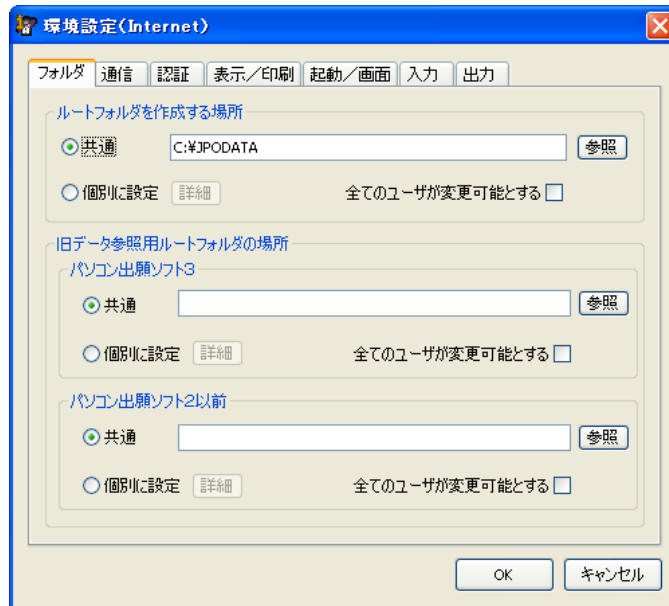 環境設定(Internet)
フォルダ 通信 認証 表示／印刷 起動／画面 入力 出力
ルートフォルダを作成する場所
共通 C:¥JPODATA 参照
個別に設定 詳細 全てのユーザが変更可能とする
旧データ参照用ルートフォルダの場所
パソコン出願ソフト3
共通 参照
個別に設定 詳細 全てのユーザが変更可能とする
パソコン出願ソフト2以前
共通 参照
個別に設定 詳細 全てのユーザが変更可能とする
OK キャンセル